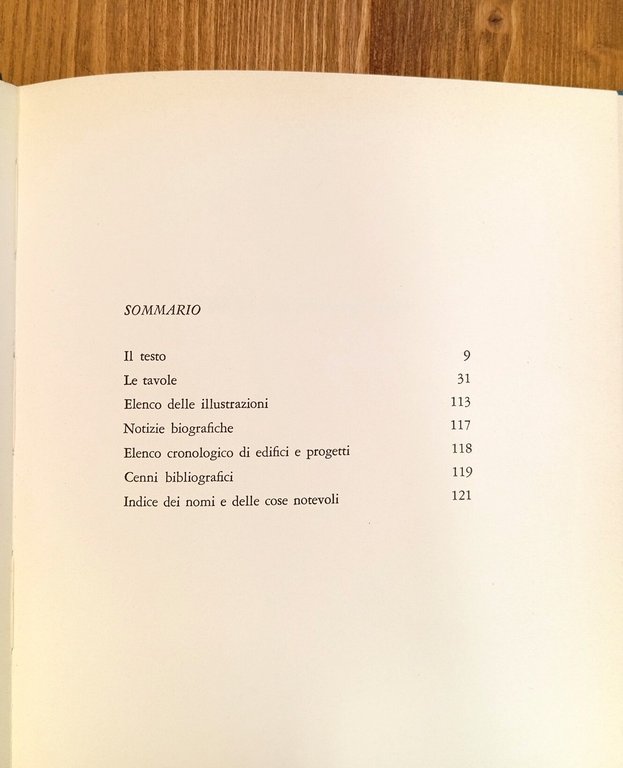 SOMMARIO
Il testo 9
Le tavole 31
Elenco delle illustrazioni 113
Notizie biografiche 117
Elenco cronologico di edifici e progetti 118
Cenni bibliografici 119
Indice dei nomi e delle cose notevoli 121